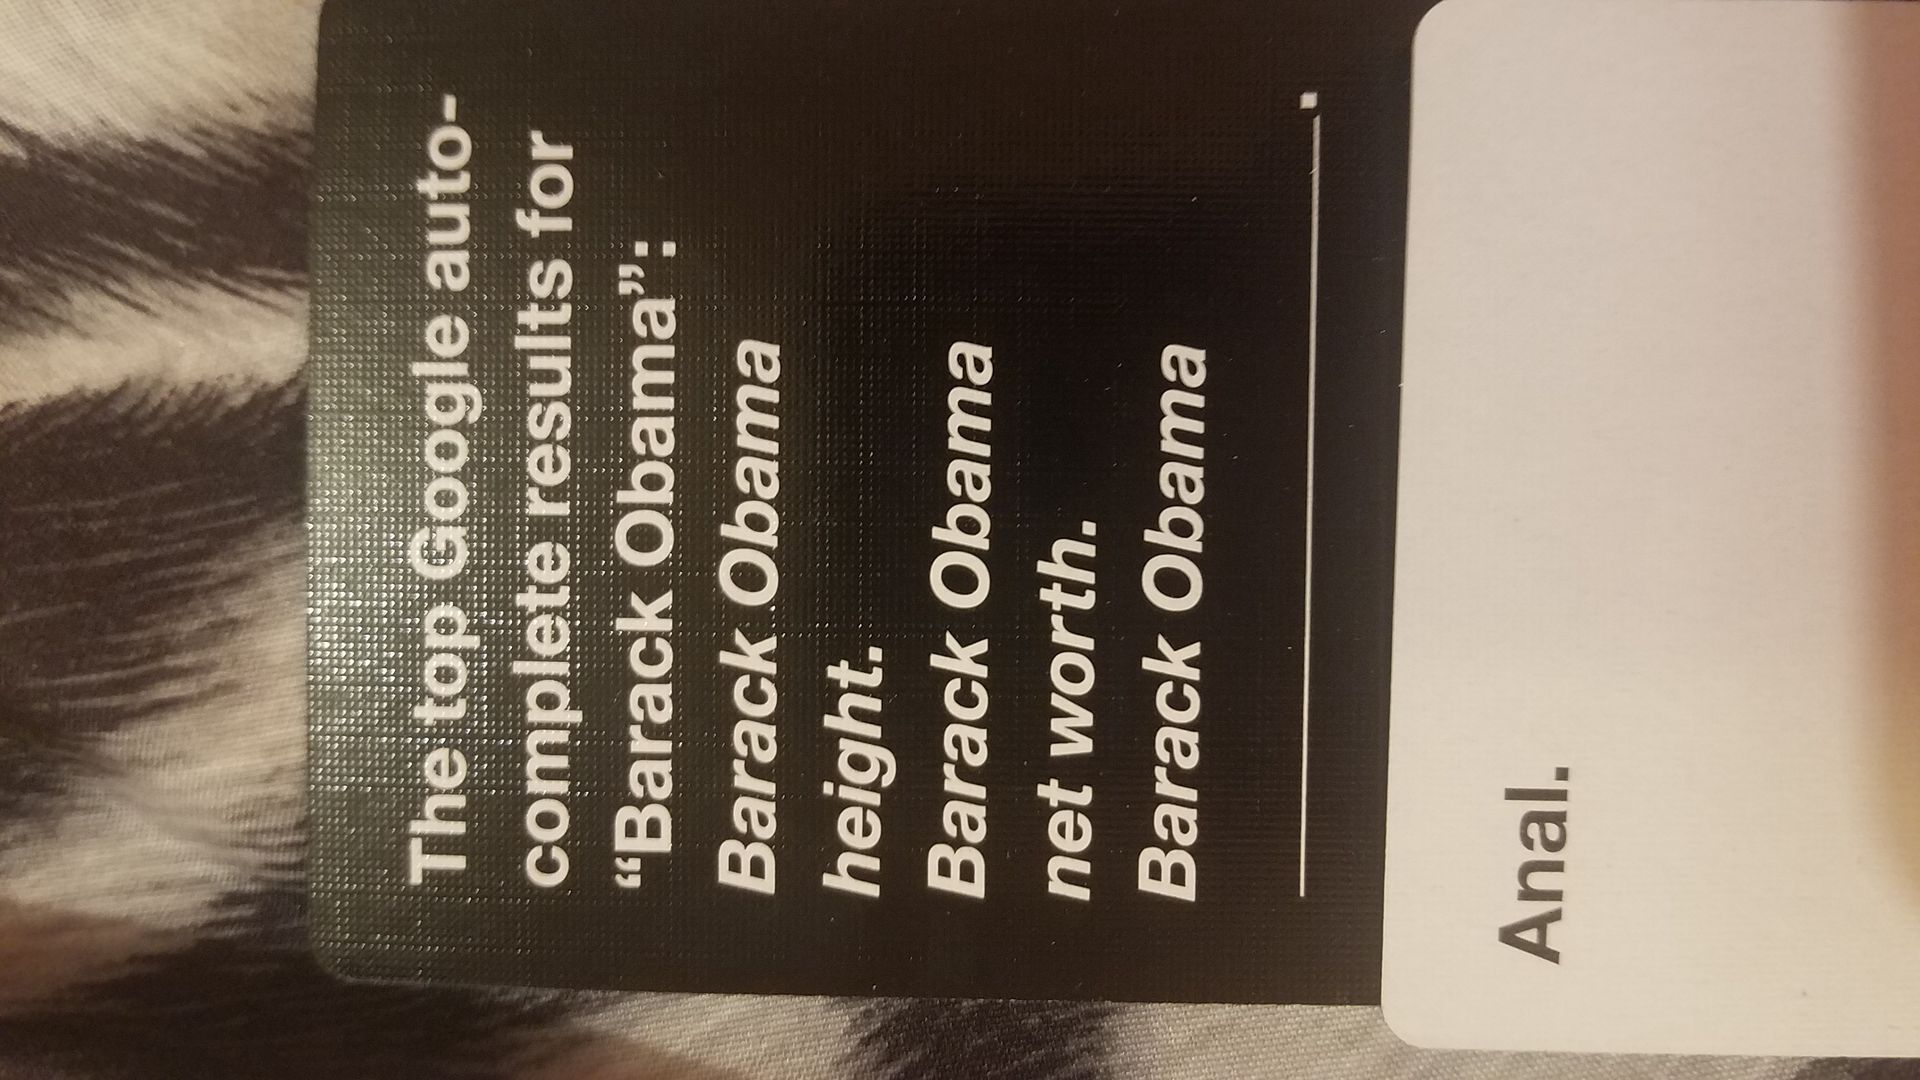 The top Google auto-
complete results for
“Barack Obama”:
Barack Obama
height.
Barack Obama
net worth.
Barack Obama
__________.
Anal.